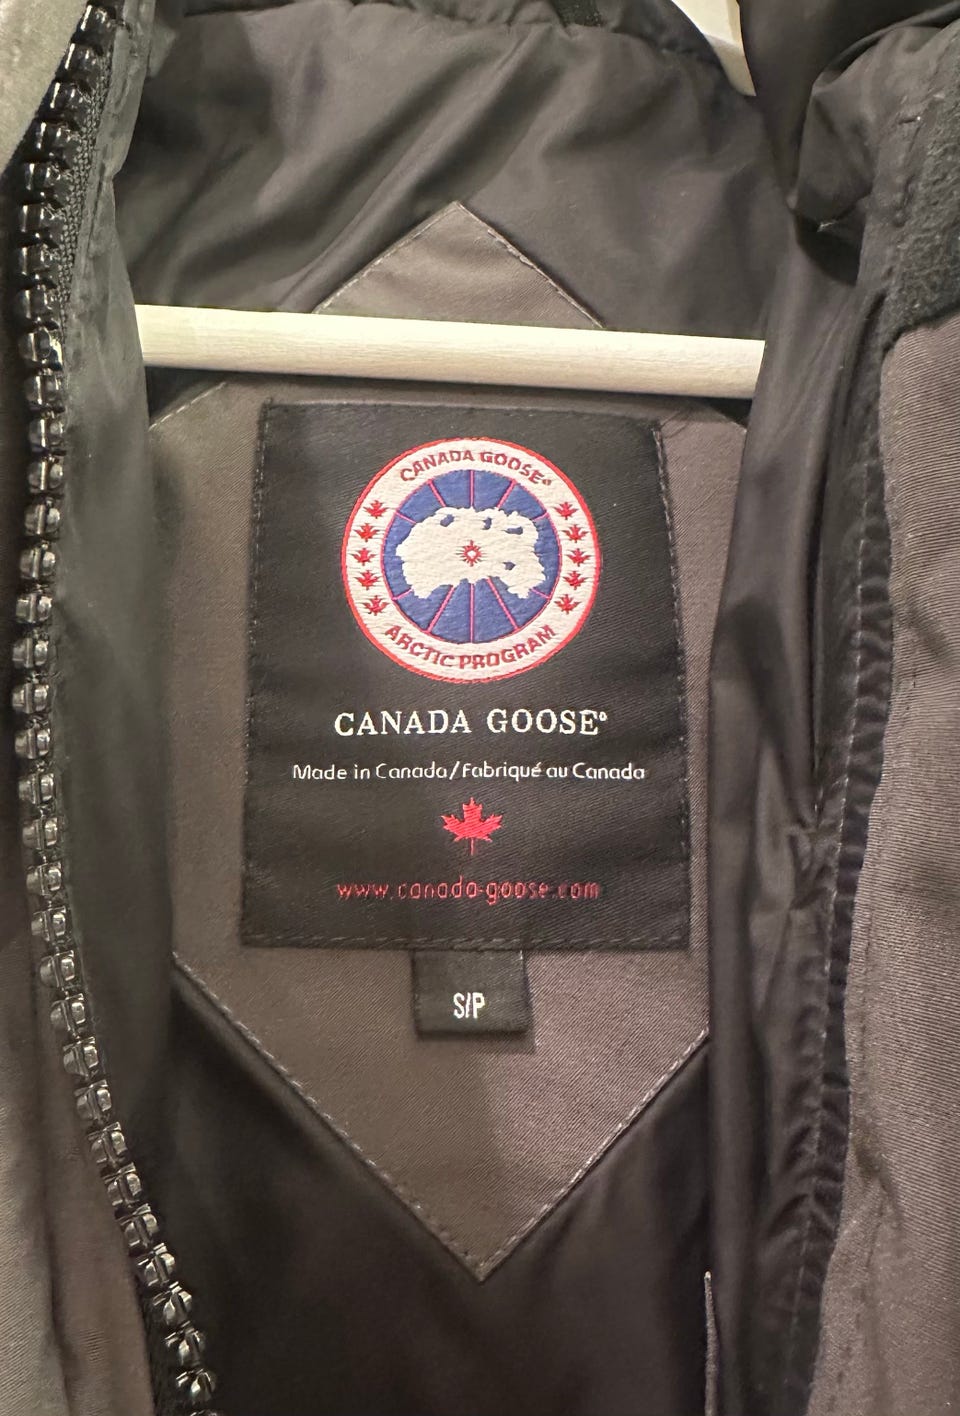 CANADA GOOSE®
ARCTIC PROGRAM
CANADA GOOSE®
Made in Canada/Fabriqué au Canada
www.canada-goose.com
S/P